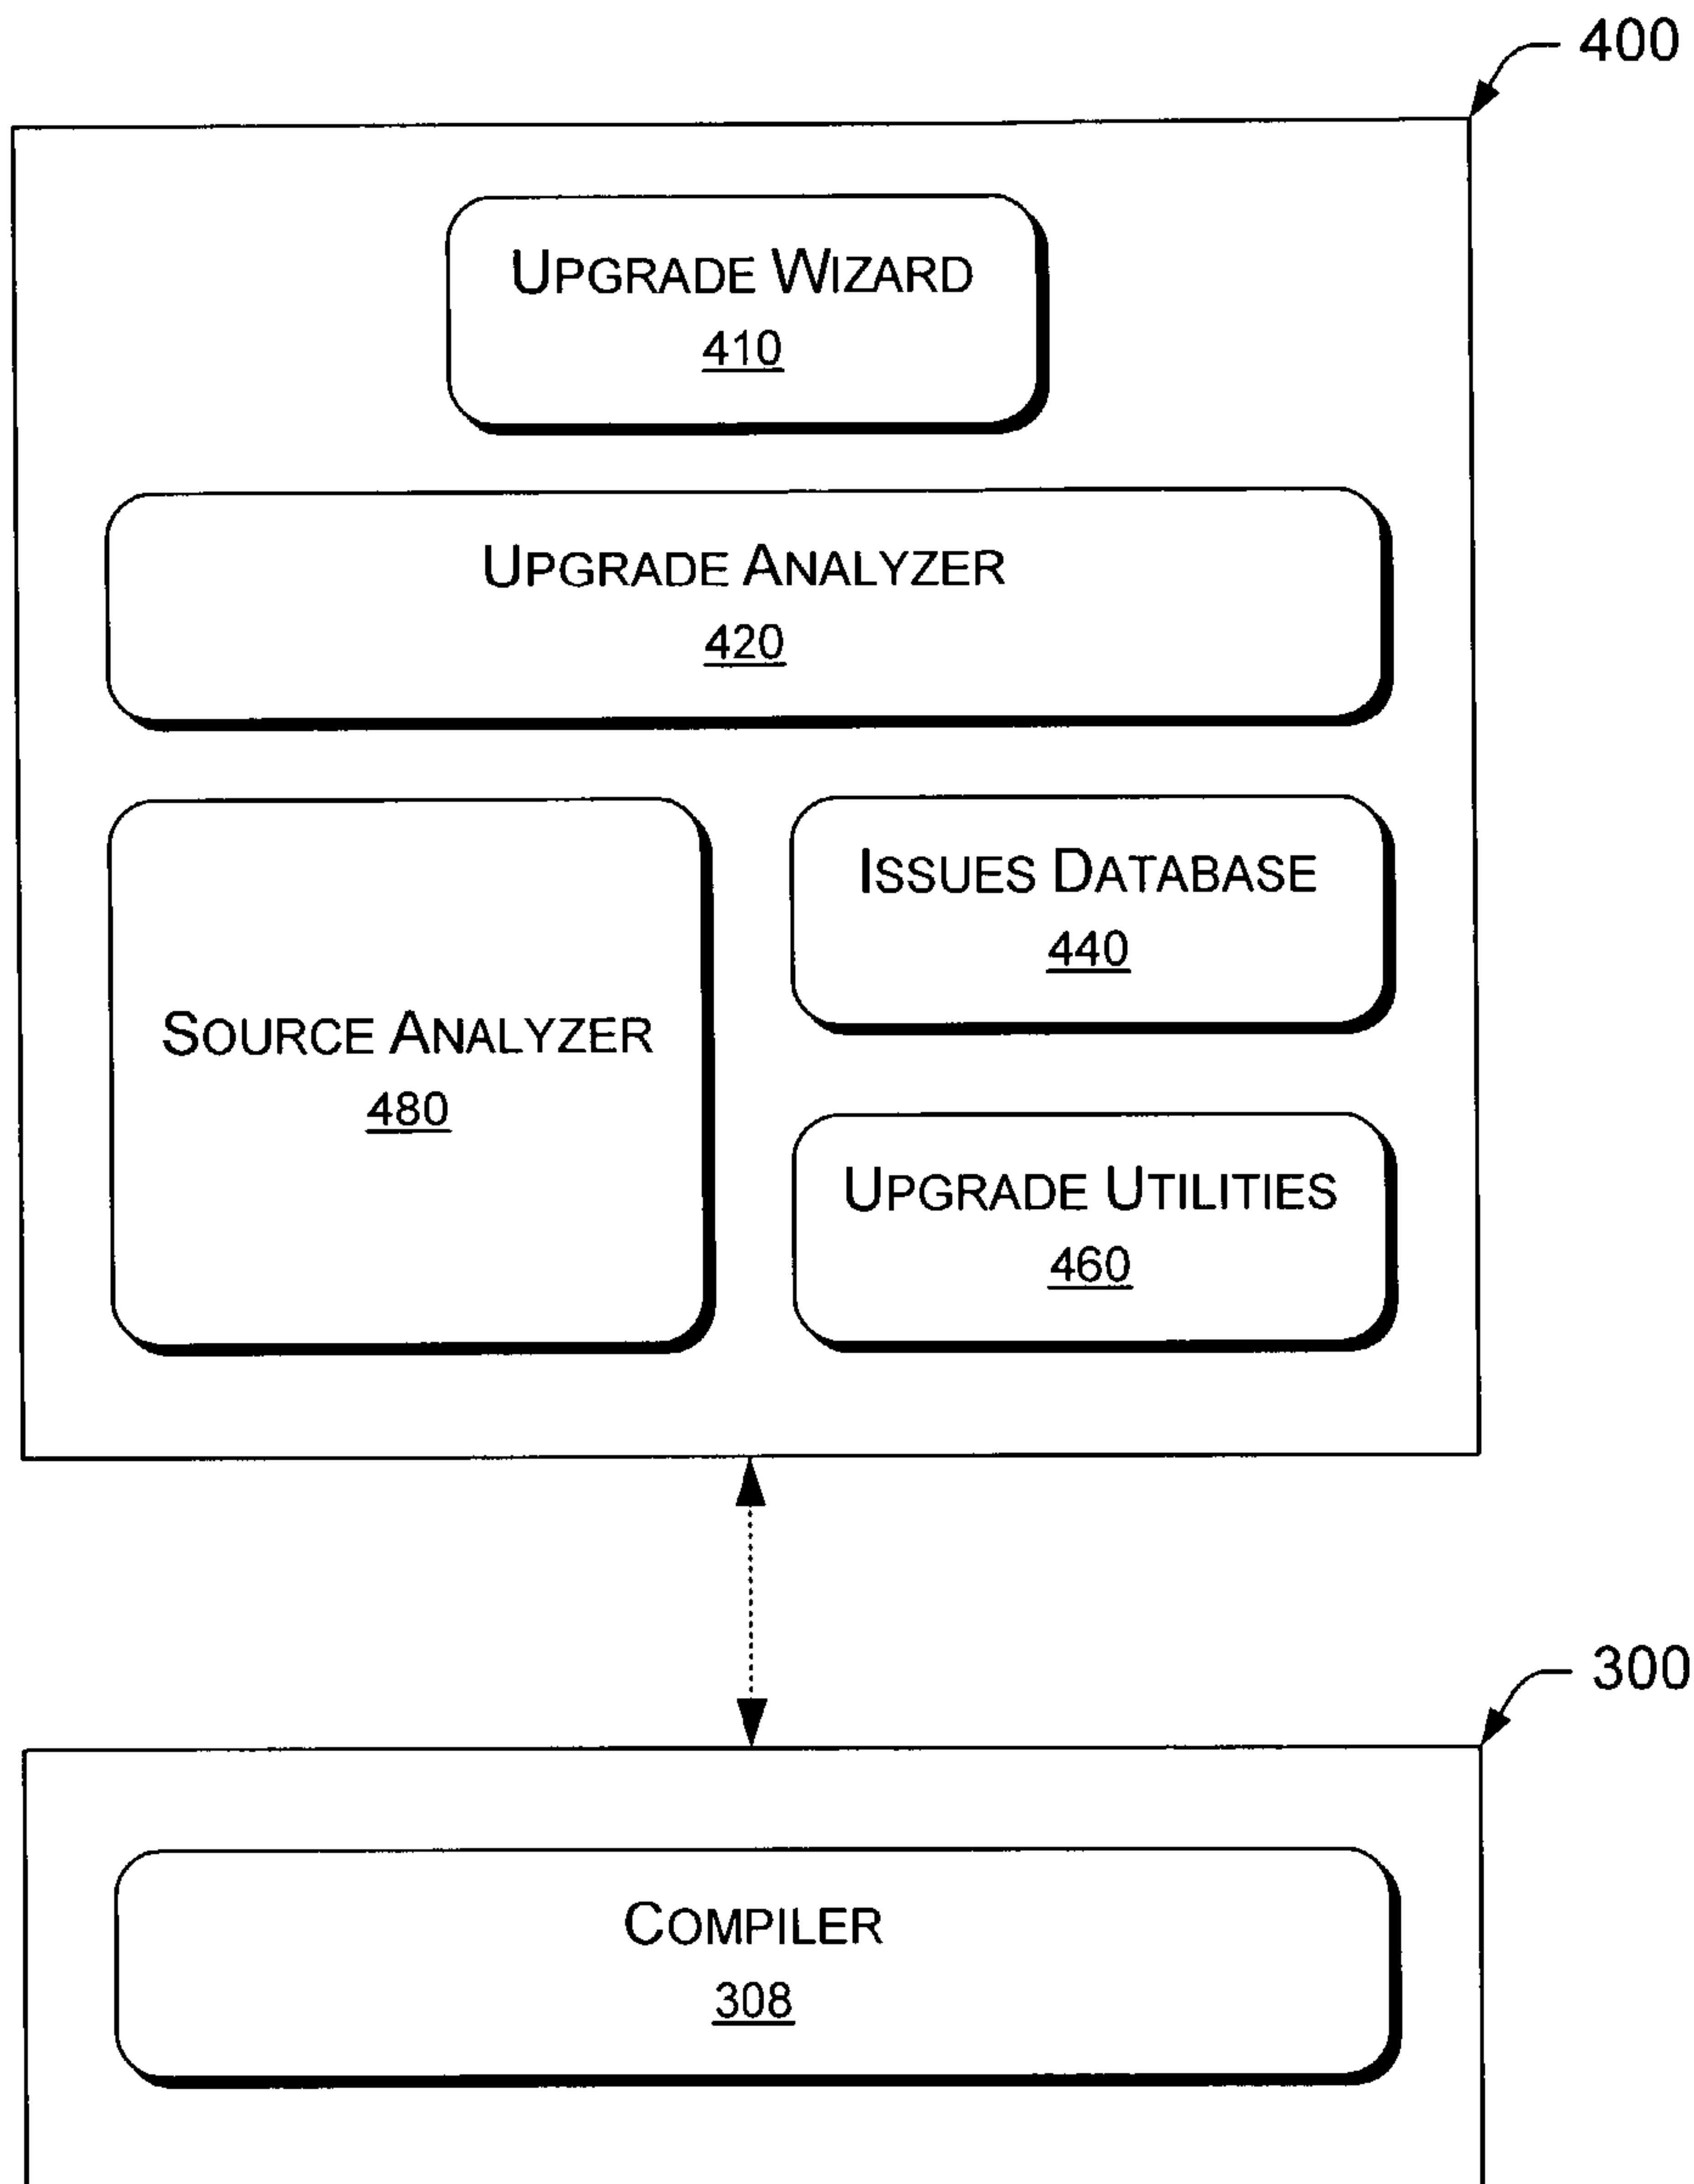 400
UPGRADE WIZARD
410
UPGRADE ANALYZER
420
SOURCE ANALYZER
480
ISSUES DATABASE
440
UPGRADE UTILITIES
460
300
COMPILER
308